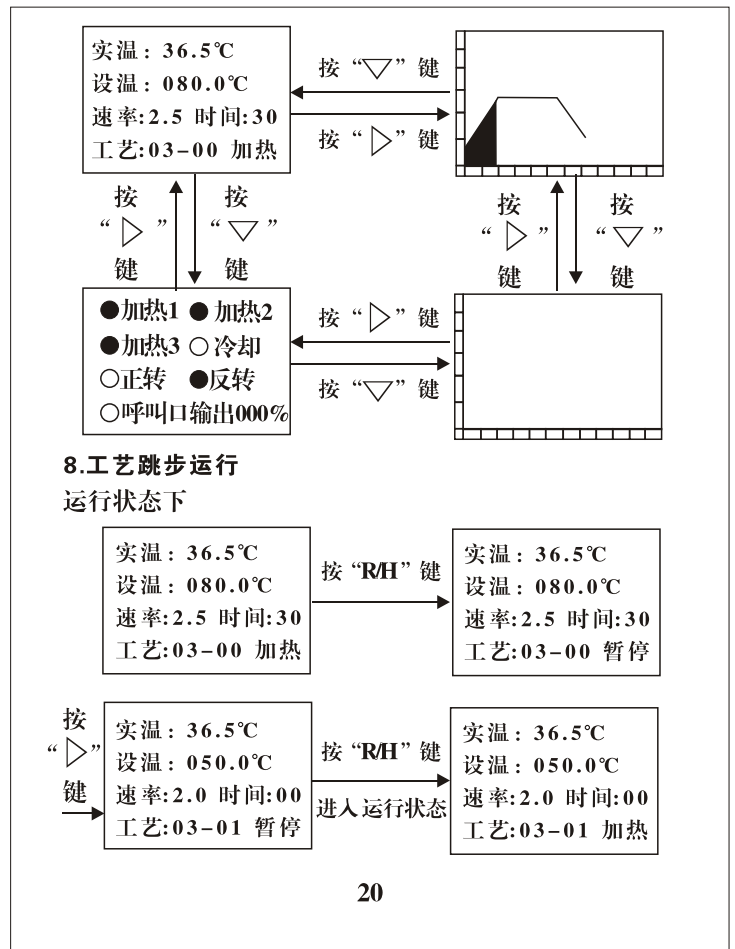 实温: 36.5℃
设温: 080.0℃
速率:2.5 时间:30
工艺:03-00 加热
按 “▽” 键
按 “▷” 键
按
“▷”
键
按
“▽”
键
按
“▷”
键
按
“▽”
键
●加热1 ●加热2
●加热3 ○冷却
○正转 ●反转
○呼叫口输出000%
按 “▷” 键
按 “▽” 键
8.工艺跳步运行
运行状态下
实温: 36.5℃
设温: 080.0℃
速率:2.5 时间:30
工艺:03-00 加热
按 “R/H” 键
实温: 36.5℃
设温: 080.0℃
速率:2.5 时间:30
工艺:03-00 暂停
按
“▷”
键
实温: 36.5℃
设温: 050.0℃
速率:2.0 时间:00
工艺:03-01 暂停
按 “R/H” 键
进入运行状态
实温: 36.5℃
设温: 050.0℃
速率:2.0 时间:00
工艺:03-01 加热
20